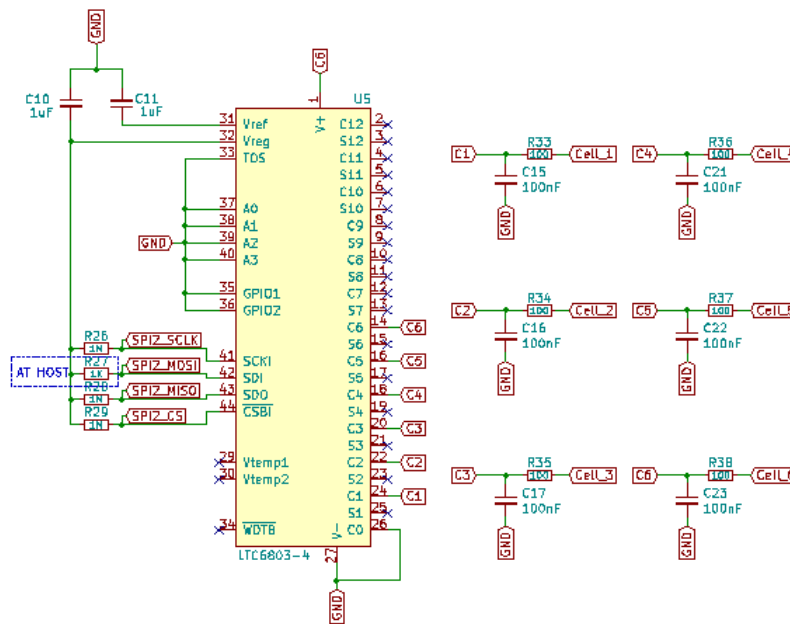 GND
C6
C10
1uF
C11
1uF
U5
1
V+
31 Vref
32 Vreg
33 TOS
37 A0
38 A1
39 A2
40 A3
35 GPIO1
36 GPIO2
41 SCKI
42 SDI
43 SDO
44 CSBI
29 Vtemp1
30 Vtemp2
34 WDTB
GND
C12 2
S12 3
C11 4
S11 5
C10 6
S10 7
C9 8
S9 9
C8 10
S8 11
C7 12
S7 13
C6 14
S6 15
C5 16
S5 17
C4 18
S4 19
C3 20
S3 21
C2 22
S2 23
C1 24
S1 25
C0 26
V-
27
LTC6803-4
GND
C6
C5
C4
C3
C2
C1
R26
SPIZ_SCLK
AT HOST
R27
1K
SPIZ_MOSI
R28
SPIZ_MISO
R29
SPIZ_CS
C1
R33
100
Cell_1
C15
100nF
GND
C4
R36
100
C21
100nF
GND
C2
R34
100
Cell_2
C16
100nF
GND
C5
R37
100
C22
100nF
GND
C3
R35
100
Cell_3
C17
100nF
GND
C6
R38
100
C23
100nF
GND